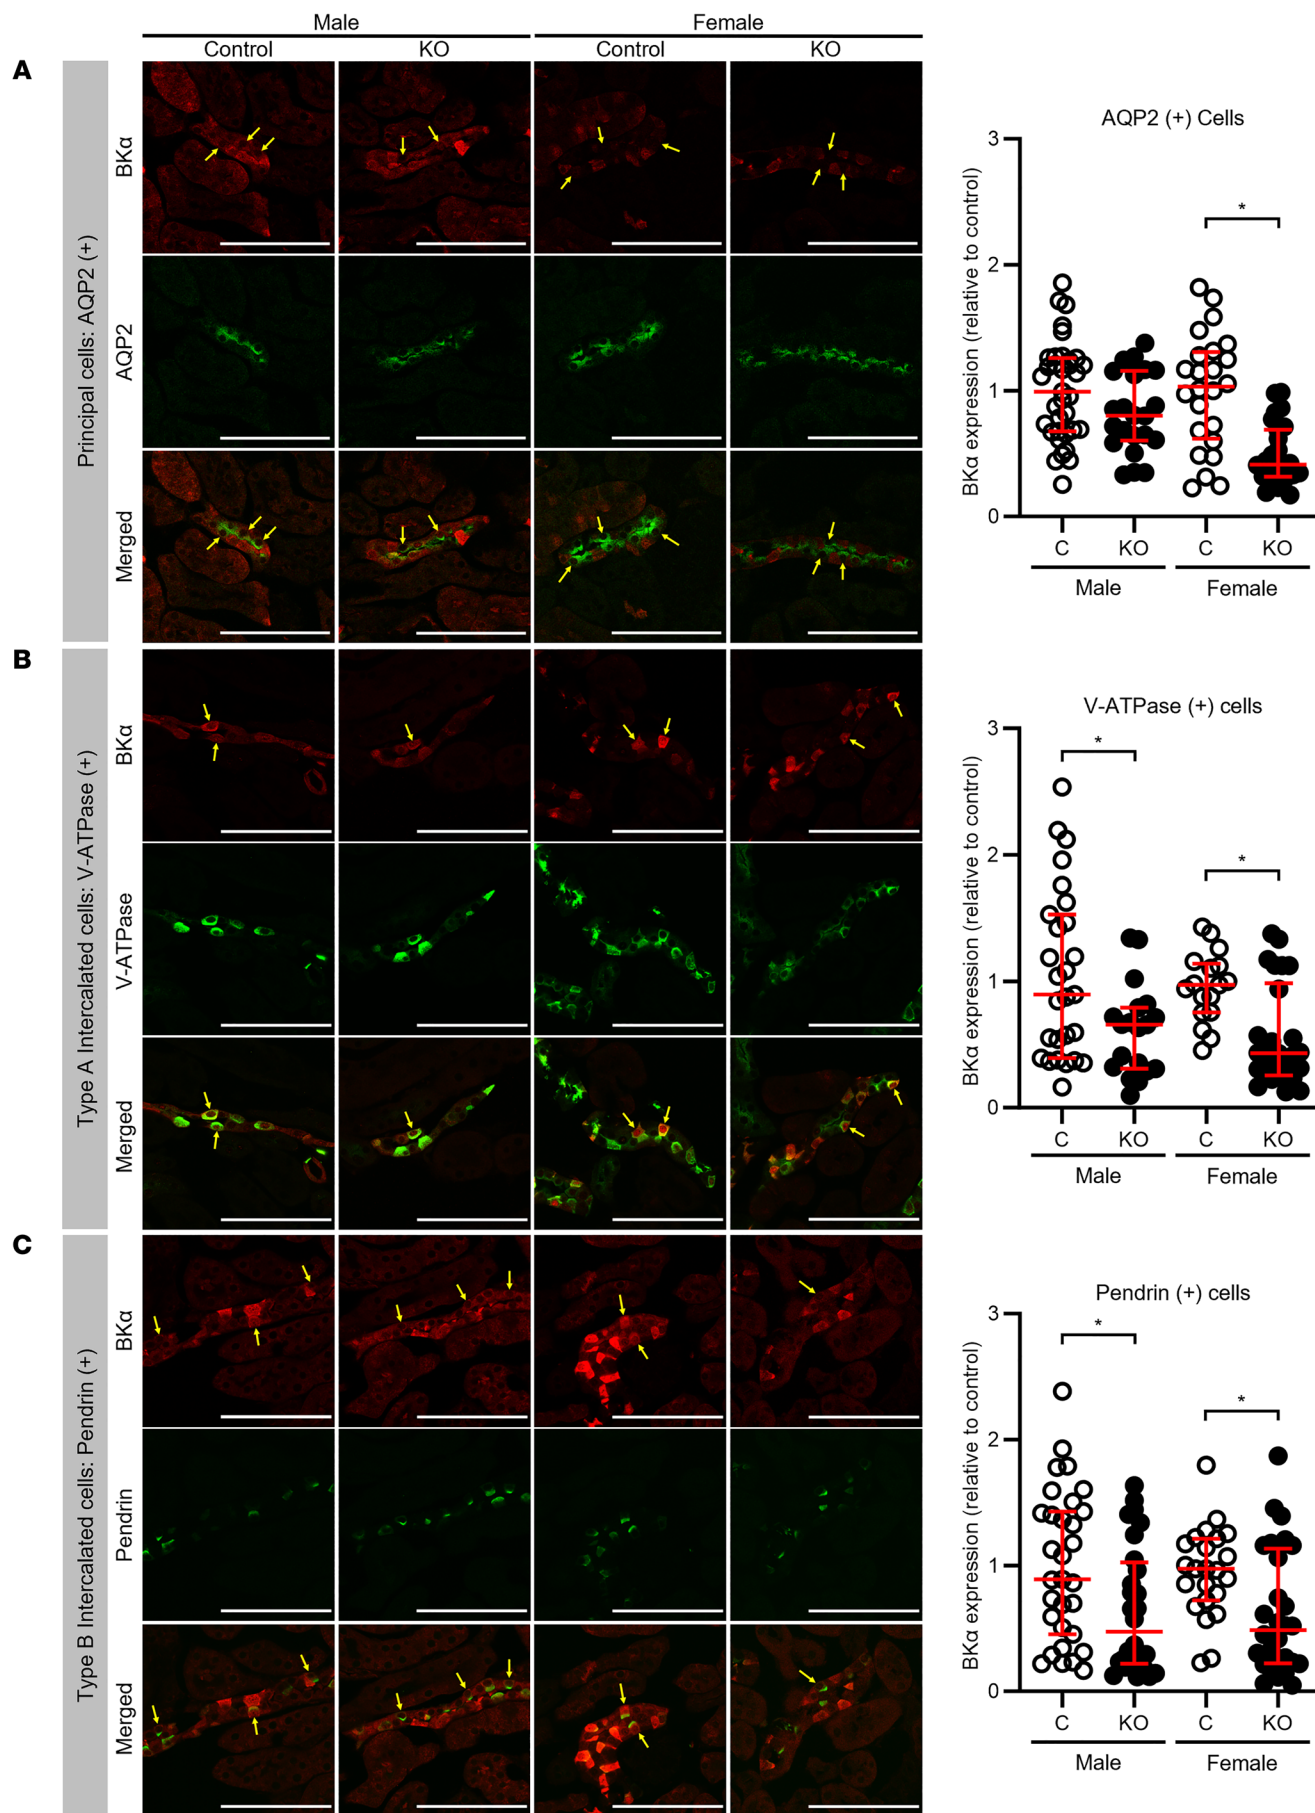 Male Female
Control KO Control KO
A
Principal cells: AQP2 (+)
BKα
AQP2
Merged
AQP2 (+) Cells
BKα expression (relative to control)
3
2
1
0
*
C KO C KO
Male Female
B
Type A Intercalated cells: V-ATPase (+)
BKα
V-ATPase
Merged
V-ATPase (+) cells
BKα expression (relative to control)
3
2
1
0
* *
C KO C KO
Male Female
C
Type B Intercalated cells: Pendrin (+)
BKα
Pendrin
Merged
Pendrin (+) cells
BKα expression (relative to control)
3
2
1
0
* *
C KO C KO
Male Female